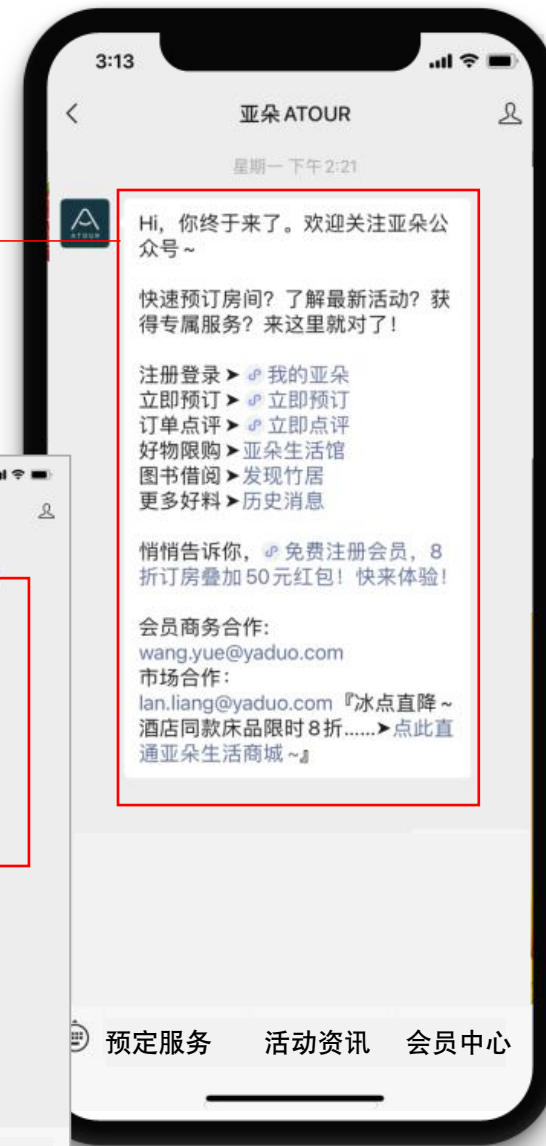 3:13
亚朵 ATOUR
星期一 下午 2:21
ATOUR
Hi，你终于来了。欢迎关注亚朵公
众号～
快速预订房间？了解最新活动？获
得专属服务？来这里就对了！
注册登录➤ 我的亚朵
立即预订➤ 立即预订
订单点评➤ 立即点评
好物限购➤亚朵生活馆
图书借阅➤发现竹居
更多好料➤历史消息
悄悄告诉你， 免费注册会员，8
折订房叠加 50 元红包！快来体验！
会员商务合作：
wang.yue@yaduo.com
市场合作：
lan.liang@yaduo.com『冰点直降～
酒店同款床品限时 8 折......➤点此直
通亚朵生活商城～』
预定服务 活动资讯 会员中心